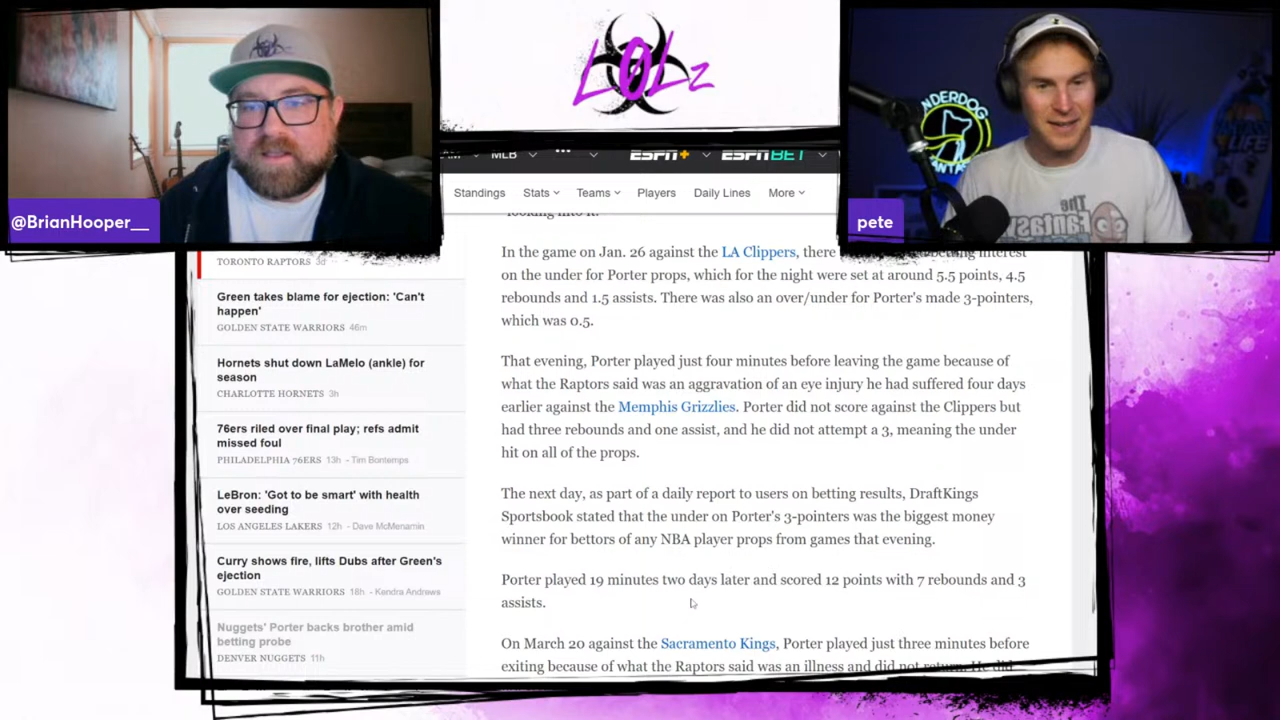 LOLz
NDERDOG
FANTAS
The
Fantasy
LIFE
@BrianHooper__
pete
MLB
...
ESPN+
ESPN BET
Standings
Stats
Teams
Players
Daily Lines
More
looking into it.
TORONTO RAPTORS 3d
Green takes blame for ejection: 'Can't
happen'
GOLDEN STATE WARRIORS 46m
Hornets shut down LaMelo (ankle) for
season
CHARLOTTE HORNETS 3h
76ers riled over final play; refs admit
missed foul
PHILADELPHIA 76ERS 13h - Tim Bontemps
LeBron: 'Got to be smart' with health
over seeding
LOS ANGELES LAKERS 12h - Dave McMenamin
Curry shows fire, lifts Dubs after Green's
ejection
GOLDEN STATE WARRIORS 18h - Kendra Andrews
Nuggets' Porter backs brother amid
betting probe
DENVER NUGGETS 11h
In the game on Jan. 26 against the LA Clippers, there interest
on the under for Porter props, which for the night were set at around 5.5 points, 4.5
rebounds and 1.5 assists. There was also an over/under for Porter's made 3-pointers,
which was 0.5.
That evening, Porter played just four minutes before leaving the game because of
what the Raptors said was an aggravation of an eye injury he had suffered four days
earlier against the Memphis Grizzlies. Porter did not score against the Clippers but
had three rebounds and one assist, and he did not attempt a 3, meaning the under
hit on all of the props.
The next day, as part of a daily report to users on betting results, DraftKings
Sportsbook stated that the under on Porter's 3-pointers was the biggest money
winner for bettors of any NBA player props from games that evening.
Porter played 19 minutes two days later and scored 12 points with 7 rebounds and 3
assists.
On March 20 against the Sacramento Kings, Porter played just three minutes before
exiting because of what the Raptors said was an illness and did not return. He did